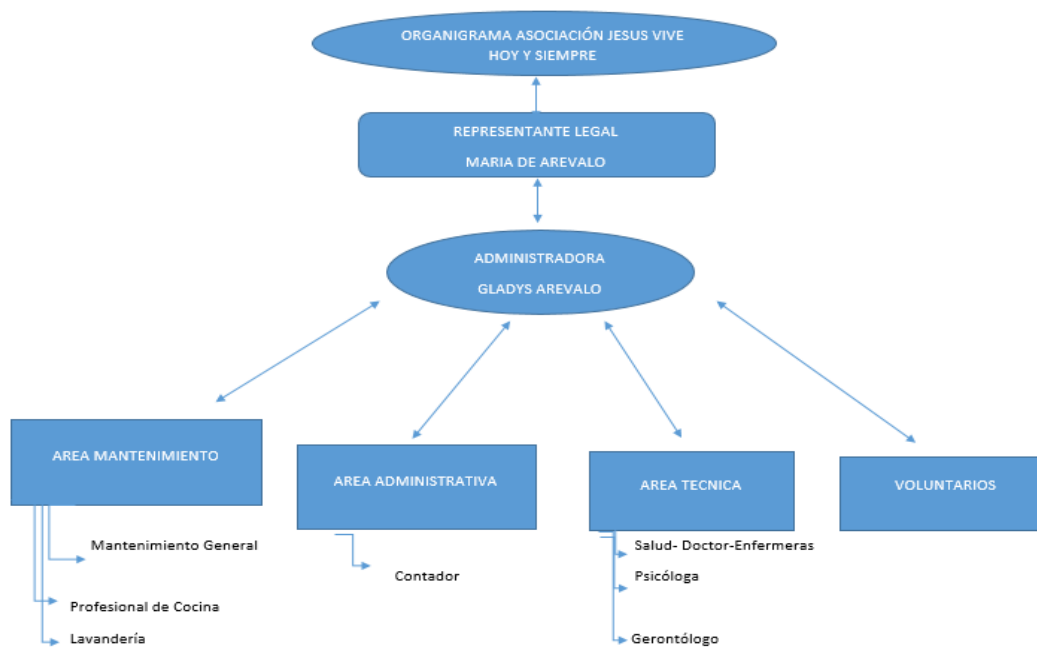 ORGANIGRAMA ASOCIACIÓN JESUS VIVE
HOY Y SIEMPRE
REPRESENTANTE LEGAL
MARIA DE AREVALO
ADMINISTRADORA
GLADYS AREVALO
AREA MANTENIMIENTO
AREA ADMINISTRATIVA
AREA TECNICA
VOLUNTARIOS
Mantenimiento General
Profesional de Cocina
Lavandería
Contador
Salud- Doctor-Enfermeras
Psicóloga
Gerontólogo